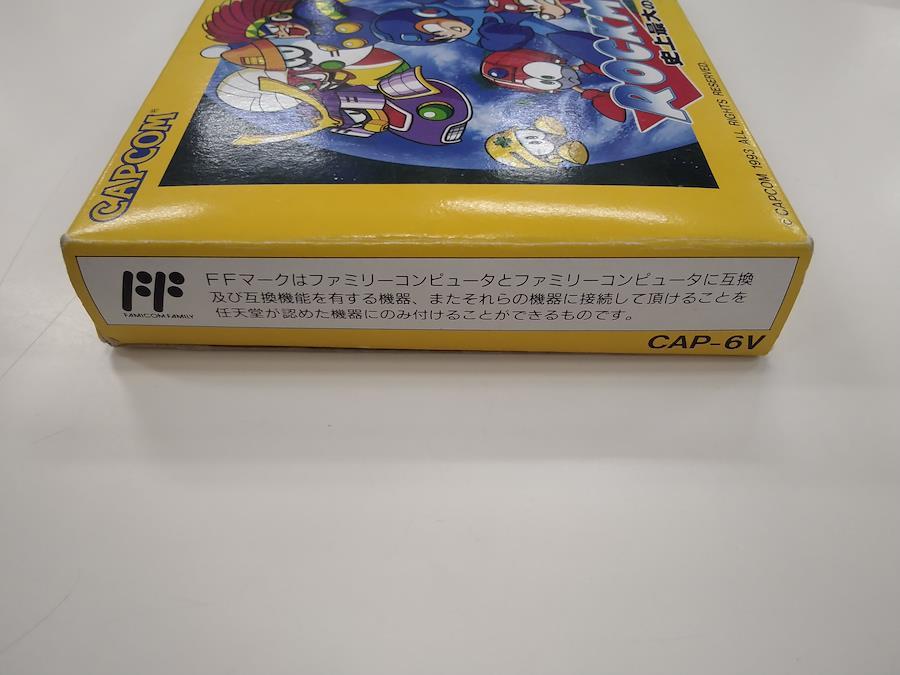 CAPCOM®
ROCKM
史上最大の
© CAPCOM 1993 ALL RIGHTS RESERVED.
FF
FAMICOM FAMILY
FFマークはファミリーコンピュータとファミリーコンピュータに互換
及び互換機能を有する機器、またそれらの機器に接続して頂けることを
任天堂が認めた機器にのみ付けることができるものです。
CAP-6V